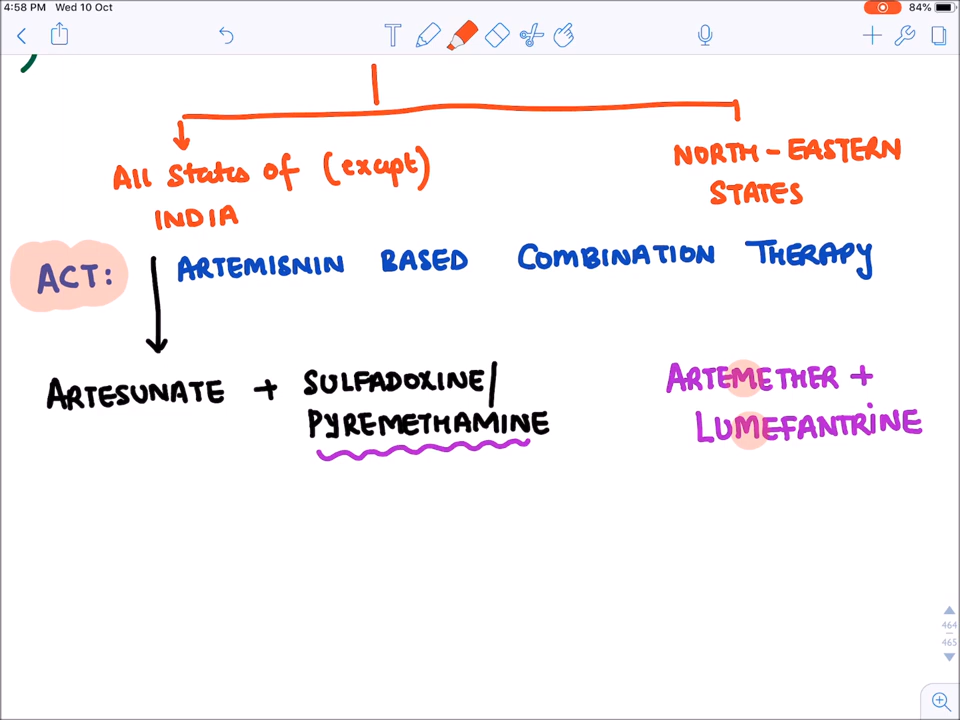 4:58 PM Wed 10 Oct
84%
T
All States of (except)
INDIA
NORTH-EASTERN
STATES
ACT: ARTEMISNIN BASED COMBINATION THERAPY
ARTESUNATE + SULFADOXINE/
PYREMETHAMINE
ARTEMETHER +
LUMEFANTRINE
464
465